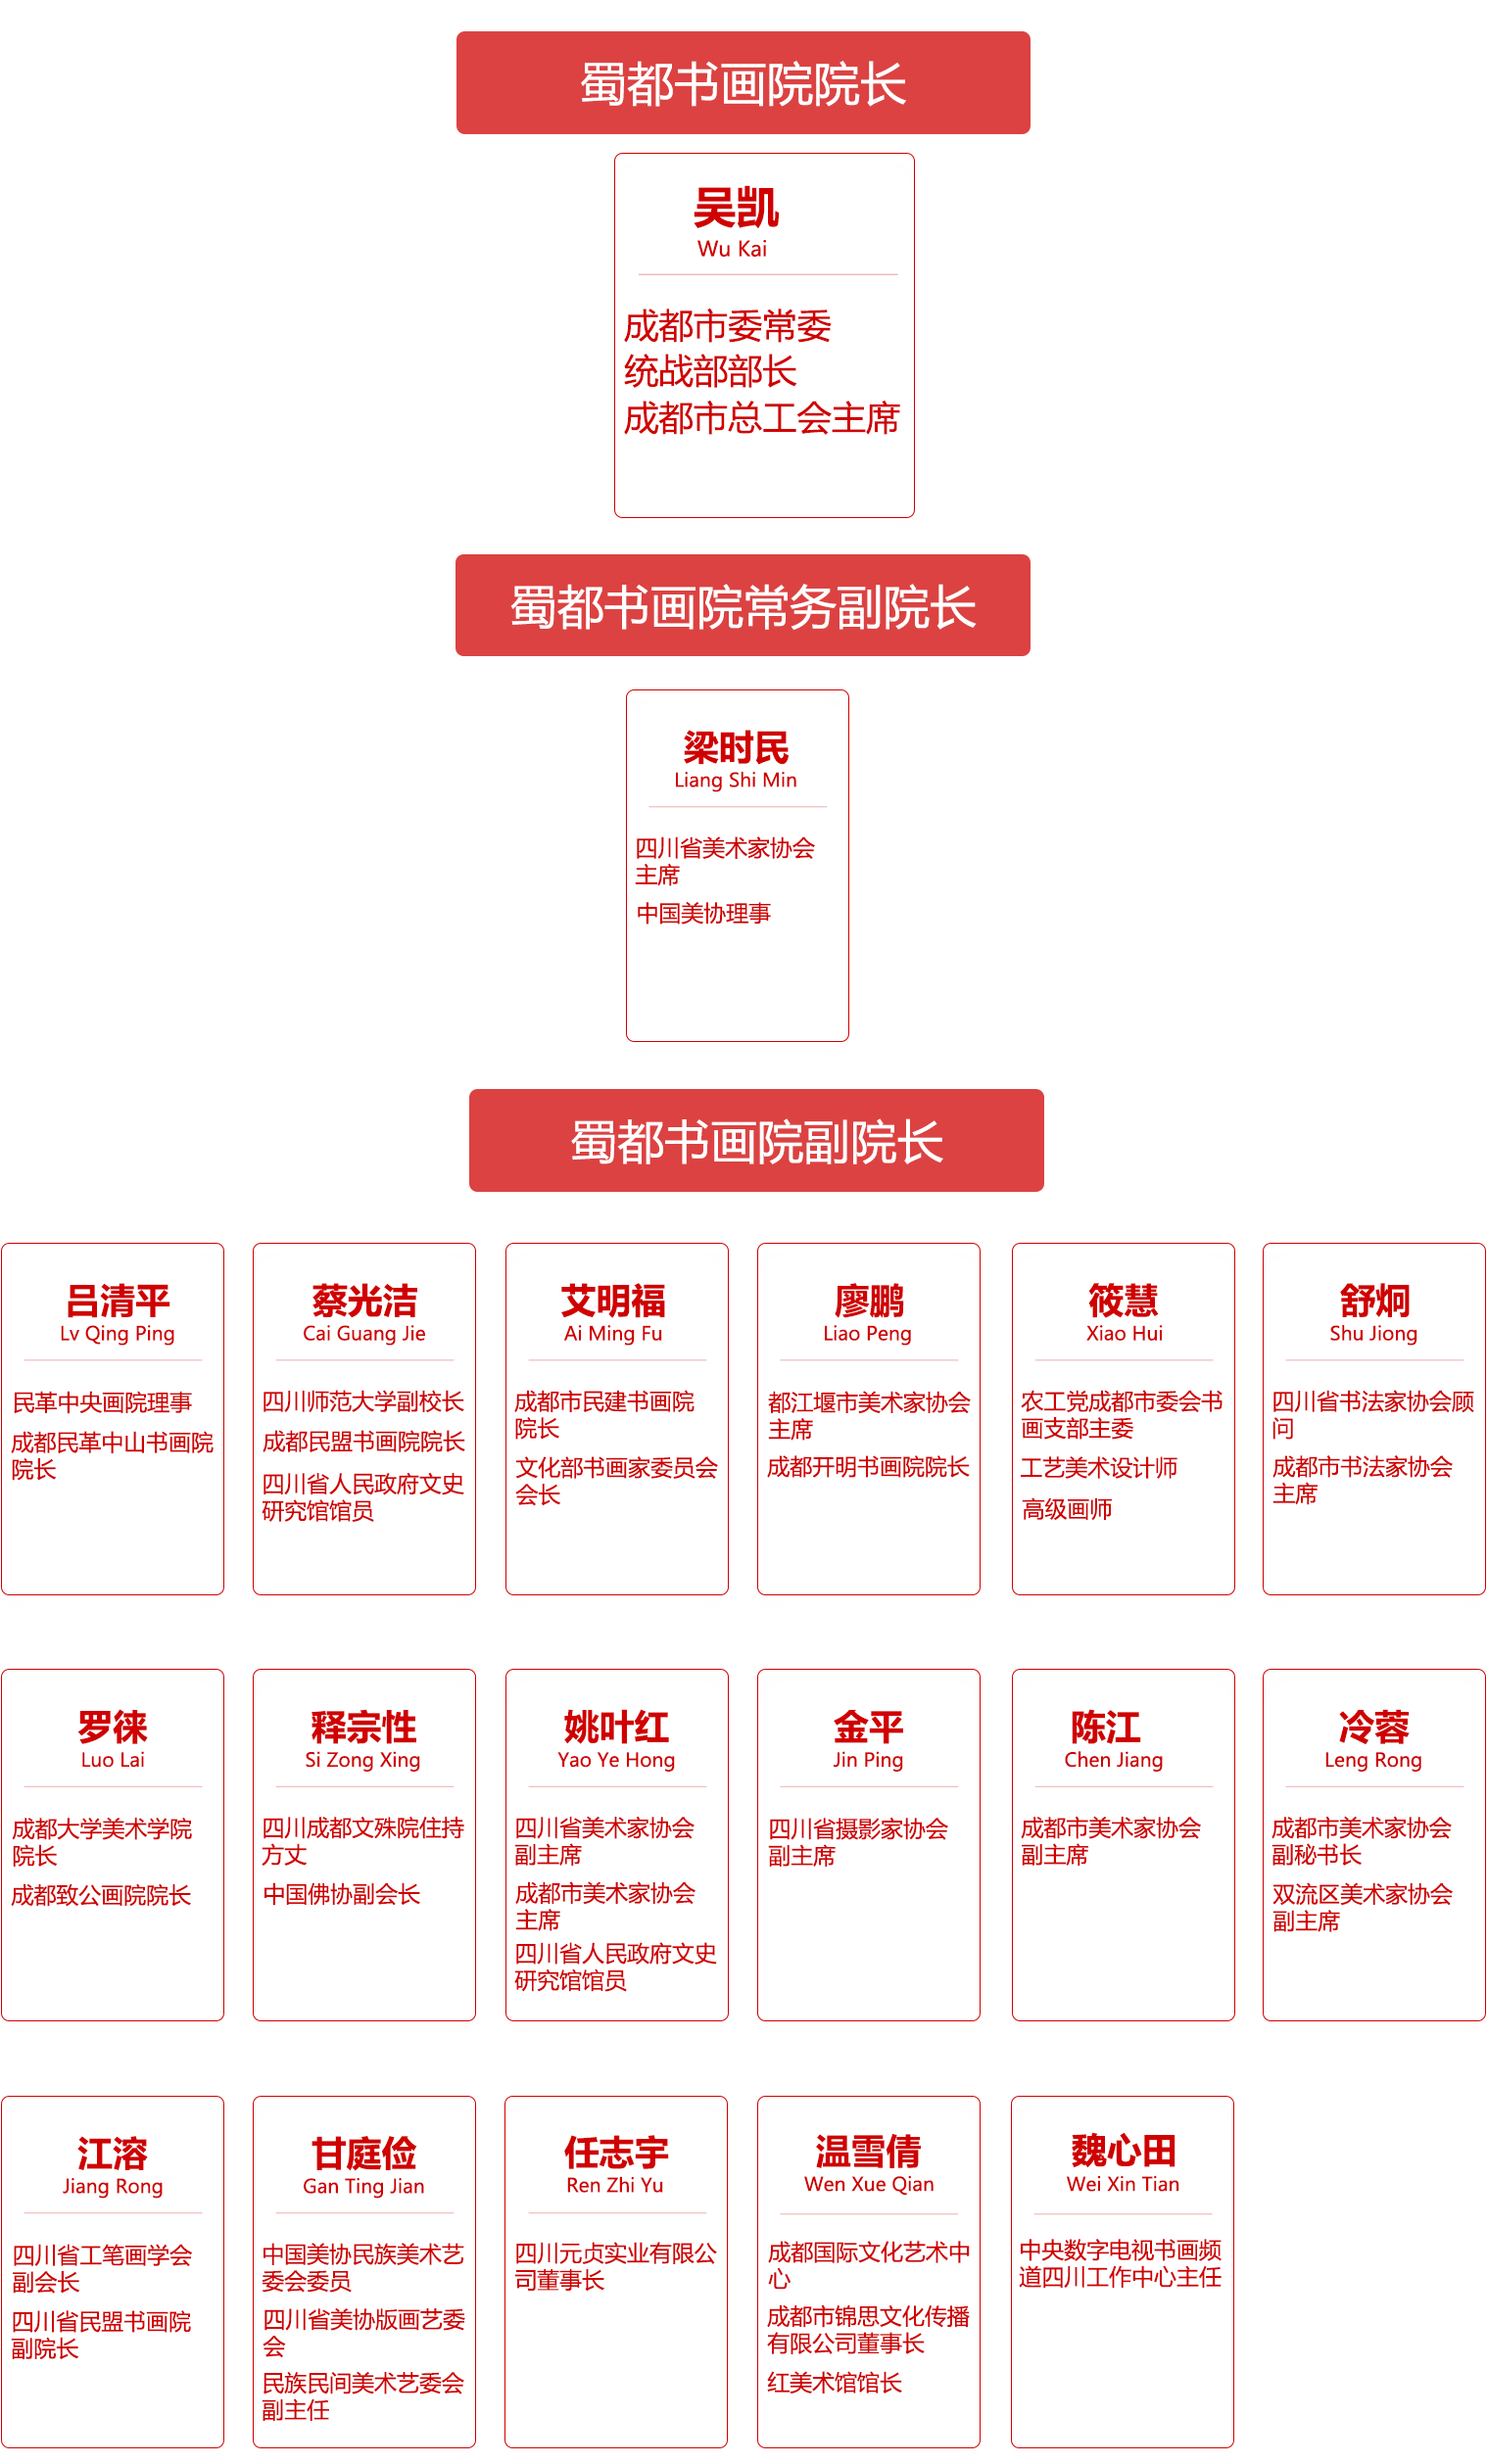 蜀都书画院院长
吴凯
Wu Kai
成都市委常委
统战部部长
成都市总工会主席
蜀都书画院常务副院长
梁时民
Liang Shi Min
四川省美术家协会
主席
中国美协理事
蜀都书画院副院长
吕清平
Lv Qing Ping
民革中央画院理事
成都民革中山书画院
院长
蔡光洁
Cai Guang Jie
四川师范大学副校长
成都民盟书画院院长
四川省人民政府文史
研究馆馆员
艾明福
Ai Ming Fu
成都市民建书画院
院长
文化部书画家委员会
会长
廖鹏
Liao Peng
都江堰市美术家协会
主席
成都开明书画院院长
筱慧
Xiao Hui
农工党成都市委会书
画支部主委
工艺美术设计师
高级画师
舒炯
Shu Jiong
四川省书法家协会顾
问
成都市书法家协会
主席
罗徕
Luo Lai
成都大学美术学院
院长
成都致公画院院长
释宗性
Si Zong Xing
四川成都文殊院住持
方丈
中国佛协副会长
姚叶红
Yao Ye Hong
四川省美术家协会
副主席
成都市美术家协会
主席
四川省人民政府文史
研究馆馆员
金平
Jin Ping
四川省摄影家协会
副主席
陈江
Chen Jiang
成都市美术家协会
副主席
冷蓉
Leng Rong
成都市美术家协会
副秘书长
双流区美术家协会
副主席
江溶
Jiang Rong
四川省工笔画学会
副会长
四川省民盟书画院
副院长
甘庭俭
Gan Ting Jian
中国美协民族美术艺
委会委员
四川省美协版画艺委
会
民族民间美术艺委会
副主任
任志宇
Ren Zhi Yu
四川元贞实业有限公
司董事长
温雪倩
Wen Xue Qian
成都国际文化艺术中
心
成都市锦思文化传播
有限公司董事长
红美术馆馆长
魏心田
Wei Xin Tian
中央数字电视书画频
道四川工作中心主任